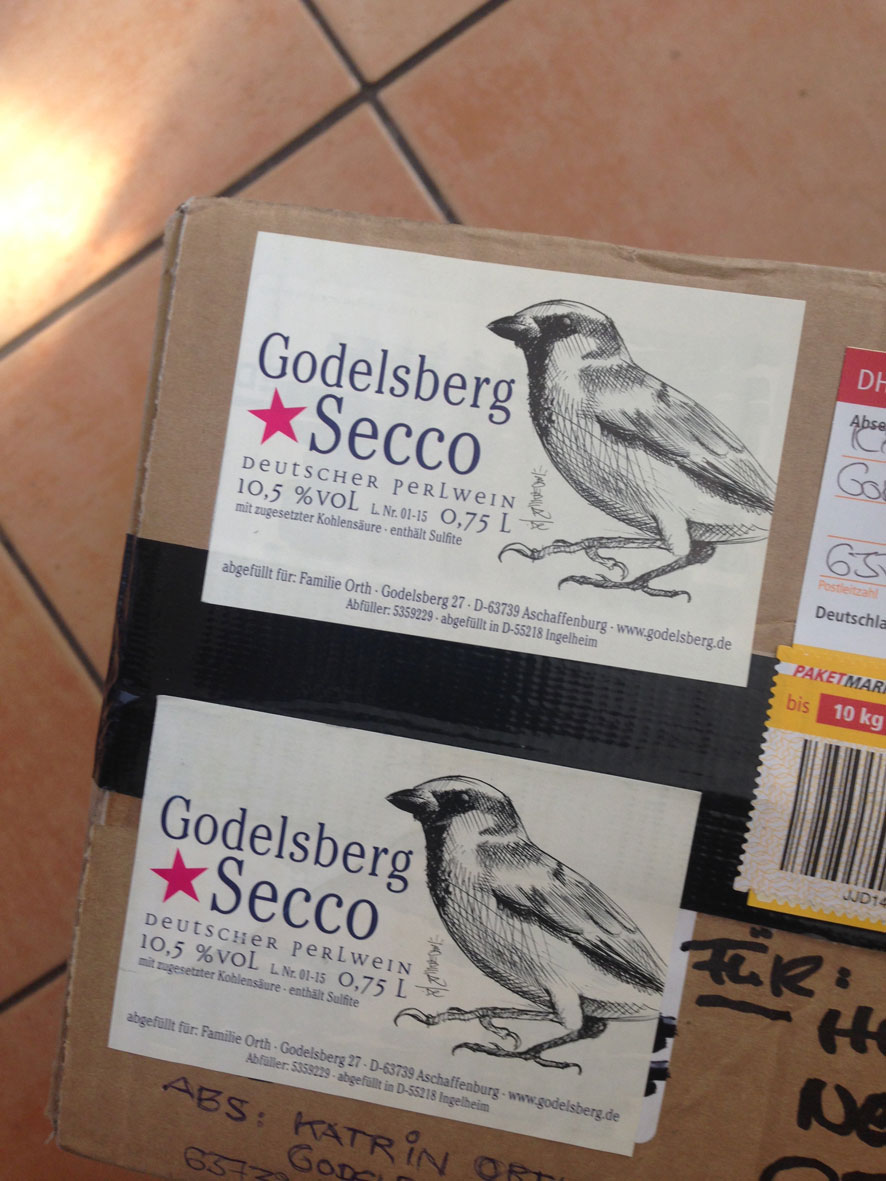 Godelsberg
Secco
Deutscher Perlwein
10,5 %vol L. Nr. 01-15 0,75 L
mit zugesetzter Kohlensäure · enthält Sulfite
abgefüllt für: Familie Orth · Godelsberg 27 · D-63739 Aschaffenburg · www.godelsberg.de
Abfüller: 5359229 · abgefüllt in D-55218 Ingelheim
DH
Abse
Postleitzahl
Deutschla
PAKETMAR
bis 10 kg
JJD14
Godelsberg
Secco
Deutscher Perlwein
10,5 %vol L. Nr. 01-15 0,75 L
mit zugesetzter Kohlensäure · enthält Sulfite
abgefüllt für: Familie Orth · Godelsberg 27 · D-63739 Aschaffenburg · www.godelsberg.de
Abfüller: 5359229 · abgefüllt in D-55218 Ingelheim
FÜR:
ABS: KATRIN